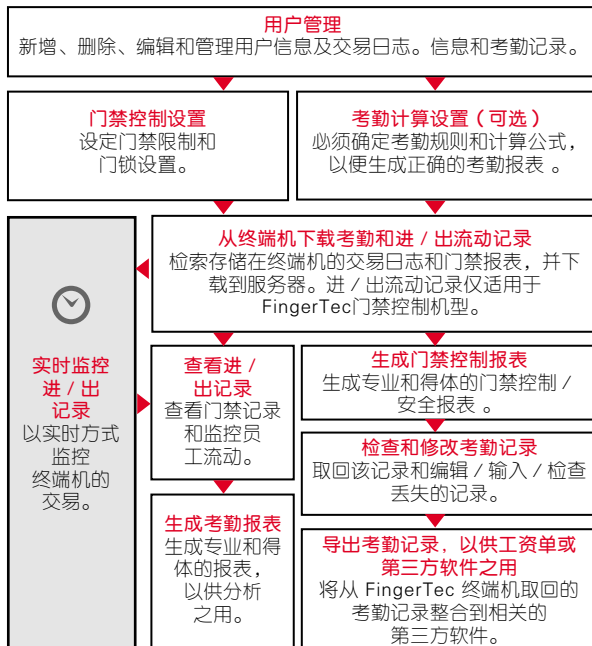 用户管理
新增、删除、编辑和管理用户信息及交易日志。信息和考勤记录。
门禁控制设置
设定门禁限制和
门锁设置。
考勤计算设置（可选）
必须确定考勤规则和计算公式，
以便生成正确的考勤报表 。
从终端机下载考勤和进 / 出流动记录
检索存储在终端机的交易日志和门禁报表，并下
载到服务器。进 / 出流动记录仅适用于
FingerTec门禁控制机型。
实时监控
进 / 出
记录
以实时方式
监控
终端机的
交易。
查看进 /
出记录
查看门禁记录
和监控员
工流动。
生成门禁控制报表
生成专业和得体的门禁控制 /
安全报表 。
检查和修改考勤记录
取回该记录和编辑 / 输入 / 检查
丢失的记录。
生成考勤报表
生成专业和得
体的报表，
以供分析
之用。
导出考勤记录，以供工资单或
第三方软件之用
将从 FingerTec 终端机取回的
考勤记录整合到相关的
第三方软件。